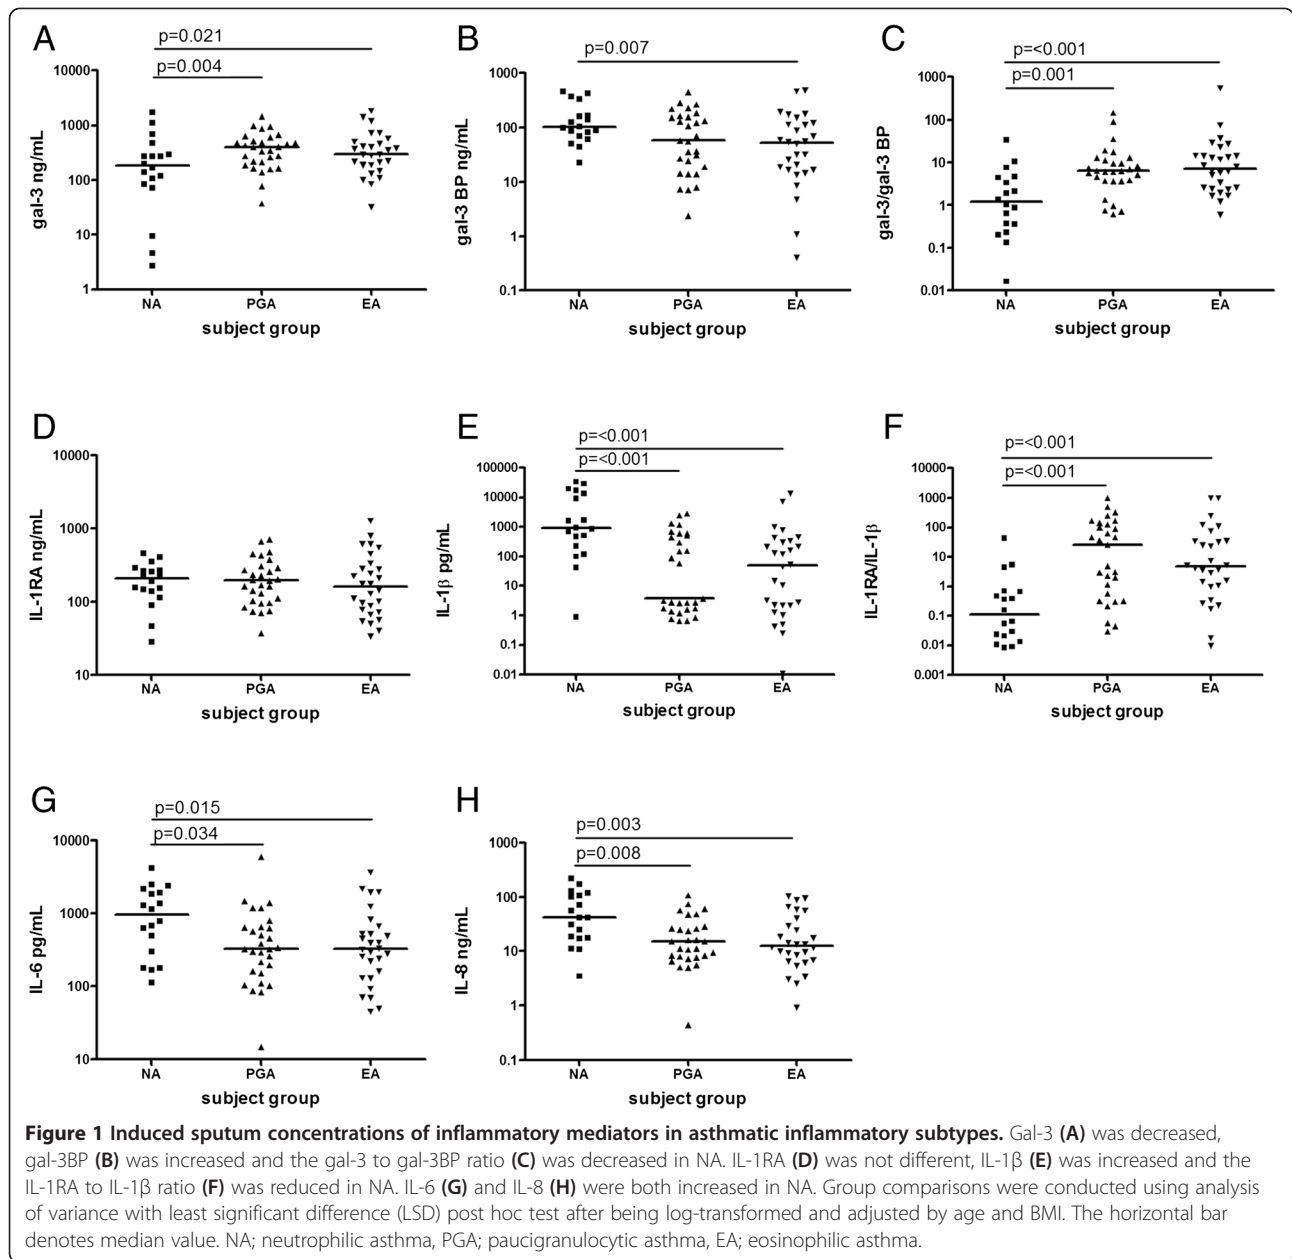 A
p=0.021
p=0.004
10000
1000
100
10
1
gal-3 ng/mL
NA PGA EA
subject group
B
p=0.007
1000
100
10
1
0.1
gal-3 BP ng/mL
NA PGA EA
subject group
C
p=<0.001
p=0.001
1000
100
10
1
0.1
0.01
gal-3/gal-3 BP
NA PGA EA
subject group
D
10000
1000
100
10
IL-1RA ng/mL
NA PGA EA
subject group
E
p=<0.001
p=<0.001
100000
10000
1000
100
10
1
0.1
0.01
IL-1β pg/mL
NA PGA EA
subject group
F
p=<0.001
p=<0.001
100000
10000
1000
100
10
1
0.1
0.01
0.001
IL-1RA/IL-1β
NA PGA EA
subject group
G
p=0.015
p=0.034
10000
1000
100
10
IL-6 pg/mL
NA PGA EA
subject group
H
p=0.003
p=0.008
1000
100
10
1
0.1
IL-8 ng/mL
NA PGA EA
subject group
Figure 1 Induced sputum concentrations of inflammatory mediators in asthmatic inflammatory subtypes. Gal-3 (A) was decreased,
gal-3BP (B) was increased and the gal-3 to gal-3BP ratio (C) was decreased in NA. IL-1RA (D) was not different, IL-1β (E) was increased and the
IL-1RA to IL-1β ratio (F) was reduced in NA. IL-6 (G) and IL-8 (H) were both increased in NA. Group comparisons were conducted using analysis
of variance with least significant difference (LSD) post hoc test after being log-transformed and adjusted by age and BMI. The horizontal bar
denotes median value. NA; neutrophilic asthma, PGA; paucigranulocytic asthma, EA; eosinophilic asthma.